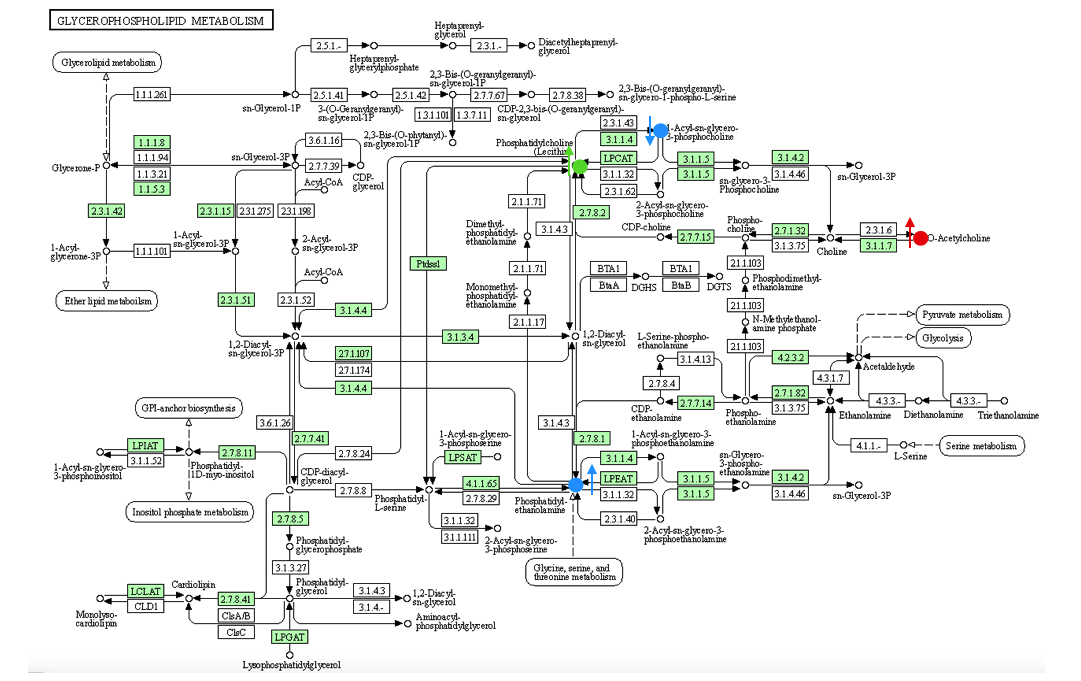 GLYCEROPHOSPHOLIPID METABOLISM
Heptaprenyl-
glycerol
2.5.1.-
2.3.1.-
Diacetylheptaprenyl-
glycerol
Heptaprenyl-
glycerylphosphate
Glycerolipid metabolism
2,3-Bis-(O-geranylgeranyl)-
sn-glycerol-1P
1.1.1.261
2.5.1.41
2.5.1.42
2.7.7.67
2.7.8.38
2,3-Bis-(O-geranylgeranyl)-
sn-glycero-1-phospho-L-serine
sn-Glycerol-1P
3-(O-Geranylgeranyl)-
sn-glycerol-1P
CDP-2,3-bis-(O-geranylgeranyl)-
sn-glycerol
1.3.1.101
1.3.7.11
2,3-Bis-(O-phytanyl)-
sn-glycerol-1P
2.3.1.43
1-Acyl-sn-glycero-
3-phosphocholine
1.1.1.8
3.6.1.16
3.1.1.4
Phosphatidylcholine
(Lecithin)
1.1.1.94
sn-Glycerol-3P
LPCAT
3.1.1.5
3.1.4.2
Glycerone-P
2.7.7.39
1.1.3.21
CDP-
glycerol
3.1.1.32
3.1.1.5
3.1.4.46
sn-Glycerol-3P
1.1.5.3
Acyl-CoA
2.3.1.62
sn-glycero-3-
Phosphocholine
2.3.1.42
2.3.1.15
2.3.1.275
2.3.1.198
2.1.1.71
2.7.8.2
2-Acyl-sn-glycero-
3-phosphocholine
1-Acyl-
glycerone-3P
1.1.1.101
1-Acyl-
sn-glycerol-3P
2-Acyl-
sn-glycerol-3P
Dimethyl-
phosphatidyl-
ethanolamine
3.1.4.3
CDP-choline
2.7.7.15
Phospho-
choline
2.7.1.32
3.1.3.75
Choline
2.3.1.6
3.1.1.7
O-Acetylcholine
Ptdss1
2.1.1.71
BTA1
BtaA
DGHS
BTA1
BtaB
DGTS
2.1.1.103
Phosphodimethyl-
ethanolamine
Acyl-CoA
Ether lipid metaboilsm
2.3.1.51
2.3.1.52
3.1.4.4
Monomethyl-
phosphatidyl-
ethanolamine
2.1.1.17
2.1.1.103
N-Methylethanol-
amine phosphate
Pyruvate metabolism
Glycolysis
3.1.3.4
1,2-Diacyl-
sn-glycerol
L-Serine-phospho-
ethanolamine
2.1.1.103
1,2-Diacyl-
sn-glycerol-3P
2.7.1.107
2.7.1.174
3.1.4.13
4.2.3.2
Acetaldehyde
3.1.4.4
2.7.8.4
4.3.1.7
GPI-anchor biosynthesis
CDP-
ethanolamine
2.7.7.14
Phospho-
ethanolamine
2.7.1.82
3.1.3.75
Ethanolamine
4.3.3.-
Diethanolamine
4.3.3.-
Triethanolamine
3.6.1.26
3.1.4.3
LPIAT
3.1.1.52
2.7.8.11
2.7.7.41
2.7.8.24
1-Acyl-sn-glycero-
3-phosphoserine
2.7.8.1
1-Acyl-sn-glycero-3-
phosphoethanolamine
4.1.1.-
L-Serine
Serine metabolism
1-Acyl-sn-glycero-
3-phosphoinositol
Phosphatidyl-
1D-myo-inositol
LPSAT
3.1.1.4
sn-Glycero-
3-phospho-
ethanolamine
CDP-diacyl-
glycerol
2.7.8.8
Phosphatidyl-
L-serine
4.1.1.65
2.7.8.29
Phosphatidyl-
ethanolamine
LPEAT
3.1.1.32
3.1.1.5
3.1.1.5
3.1.4.2
3.1.4.46
sn-Glycerol-3P
Inositol phosphate metabolism
2.7.8.5
3.1.1.32
3.1.1.111
2-Acyl-sn-glycero-
3-phosphoserine
2.3.1.40
2-Acyl-sn-glycero-3-
phosphoethanolamine
Phosphatidyl-
glycerophosphate
3.1.3.27
Glycine, serine, and
threonine metabolism
LCLAT
CLD1
Cardiolipin
2.7.8.41
Phosphatidyl-
glycerol
3.1.4.3
3.1.4.-
1,2-Diacyl-
sn-glycerol
Monolyso-
cardiolipin
ClsA/B
ClsC
Aminoacyl-
phosphatidylglycerol
LPGAT
Lysophosphatidylglycerol